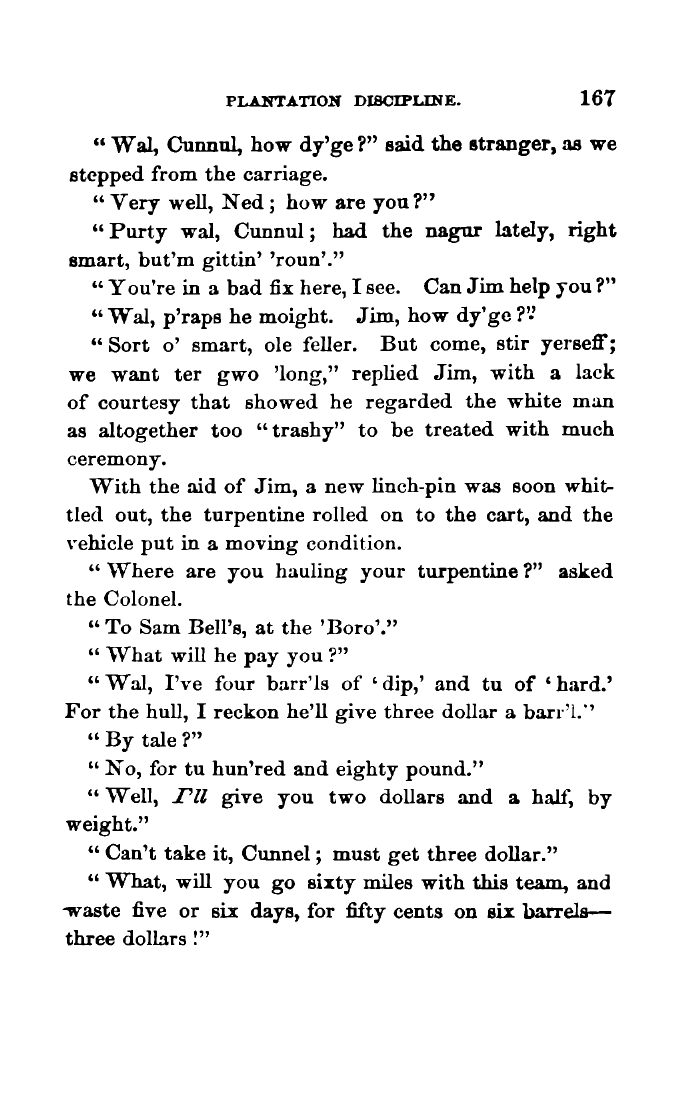 PLANTATION DISCIPLINE. 167
“Wal, Cunnul, how dy’ge?” said the stranger, as we
stepped from the carriage.
“Very well, Ned; how are you?”
“Purty wal, Cunnul; had the nagur lately, right
smart, but’m gittin’ ’roun’.”
“You're in a bad fix here, I see. Can Jim help you?”
“Wal, p’raps he moight. Jim, how dy’ge?”
“Sort o’ smart, ole feller. But come, stir yerseff;
we want ter gwo ’long,” replied Jim, with a lack
of courtesy that showed he regarded the white man
as altogether too “trashy” to be treated with much
ceremony.
With the aid of Jim, a new linch-pin was soon whit-
tled out, the turpentine rolled on to the cart, and the
vehicle put in a moving condition.
“Where are you hauling your turpentine?” asked
the Colonel.
“To Sam Bell’s, at the ’Boro’.”
“What will he pay you?”
“Wal, I’ve four barr’ls of ‘dip,’ and tu of ‘hard.’
For the hull, I reckon he’ll give three dollar a barr’l.”
“By tale?”
“No, for tu hun’red and eighty pound.”
“Well, I’ll give you two dollars and a half, by
weight.”
“Can’t take it, Cunnel; must get three dollar.”
“What, will you go sixty miles with this team, and
waste five or six days, for fifty cents on six barrels—
three dollars!”